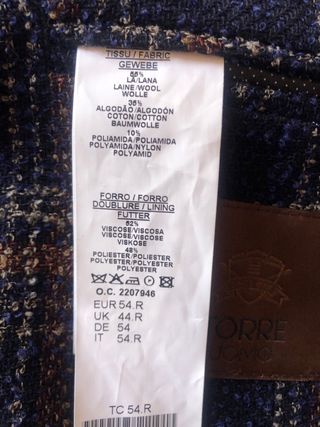 TISSU / FABRIC
GEWEBE
55%
LÃ/LANA
LAINE/WOOL
WOLLE
35%
ALGODÃO/ALGODÓN
COTON/COTTON
BAUMWOLLE
10%
POLIAMIDA/POLIAMIDA
POLYAMIDA/NYLON
POLYAMID
FORRO / FORRO
DOUBLURE / LINING
FUTTER
52%
VISCOSE/VISCOSA
VISCOSE/VISCOSE
VISKOSE
48%
POLIESTER/POLIESTER
POLYESTER/POLYESTER
POLYESTER
O.C. 2207946
EUR 54.R
UK 44.R
DE 54
IT 54.R
TC 54.R
TORRE
UOMO